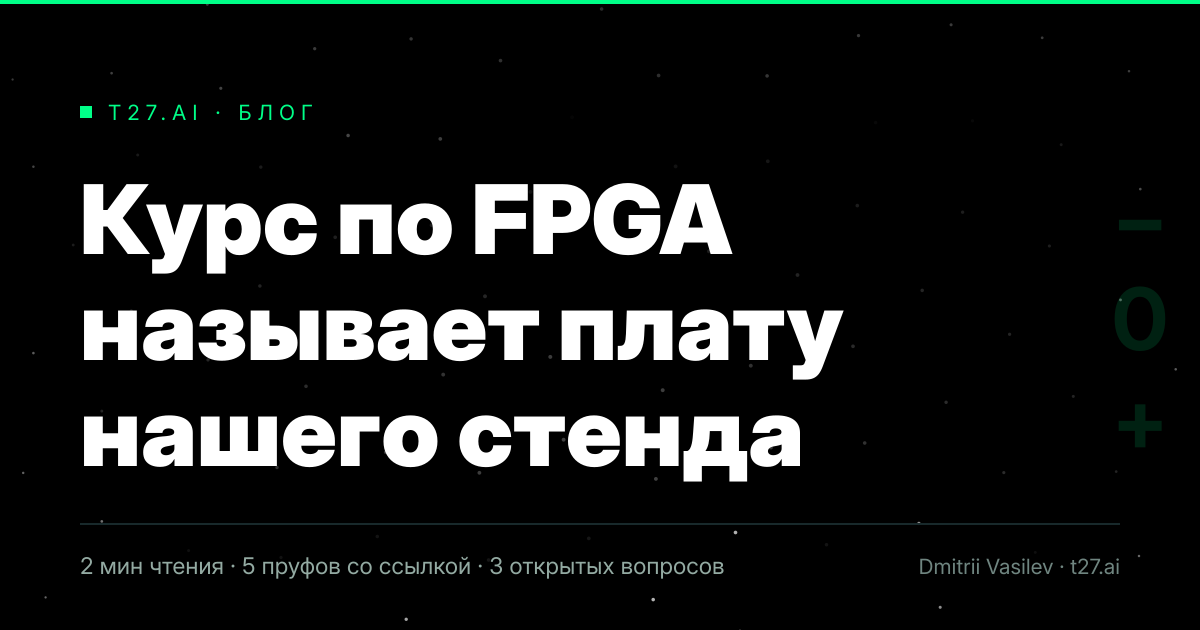 T27.AI · БЛОГ
Курс по FPGA
называет плату
нашего стенда
−
0
+
2 мин чтения · 5 пруфов со ссылкой · 3 открытых вопросов
Dmitrii Vasilev · t27.ai